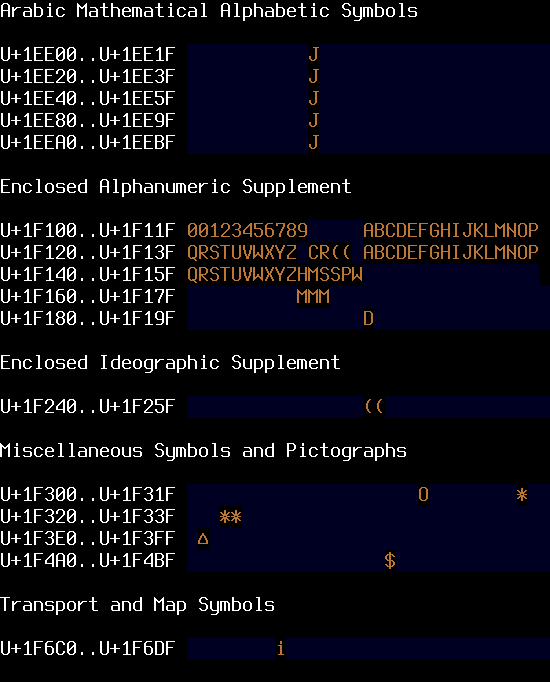 Arabic Mathematical Alphabetic Symbols
U+1EE00..U+1EE1F J
U+1EE20..U+1EE3F J
U+1EE40..U+1EE5F J
U+1EE80..U+1EE9F J
U+1EEA0..U+1EEBF J
Enclosed Alphanumeric Supplement
U+1F100..U+1F11F 00123456789 ABCDEFGHIJKLMNOP
U+1F120..U+1F13F QRSTUVWXYZ CR(( ABCDEFGHIJKLMNOP
U+1F140..U+1F15F QRSTUVWXYZHMSSPW
U+1F160..U+1F17F MMM
U+1F180..U+1F19F D
Enclosed Ideographic Supplement
U+1F240..U+1F25F ((
Miscellaneous Symbols and Pictographs
U+1F300..U+1F31F O *
U+1F320..U+1F33F **
U+1F3E0..U+1F3FF Δ
U+1F4A0..U+1F4BF $
Transport and Map Symbols
U+1F6C0..U+1F6DF i